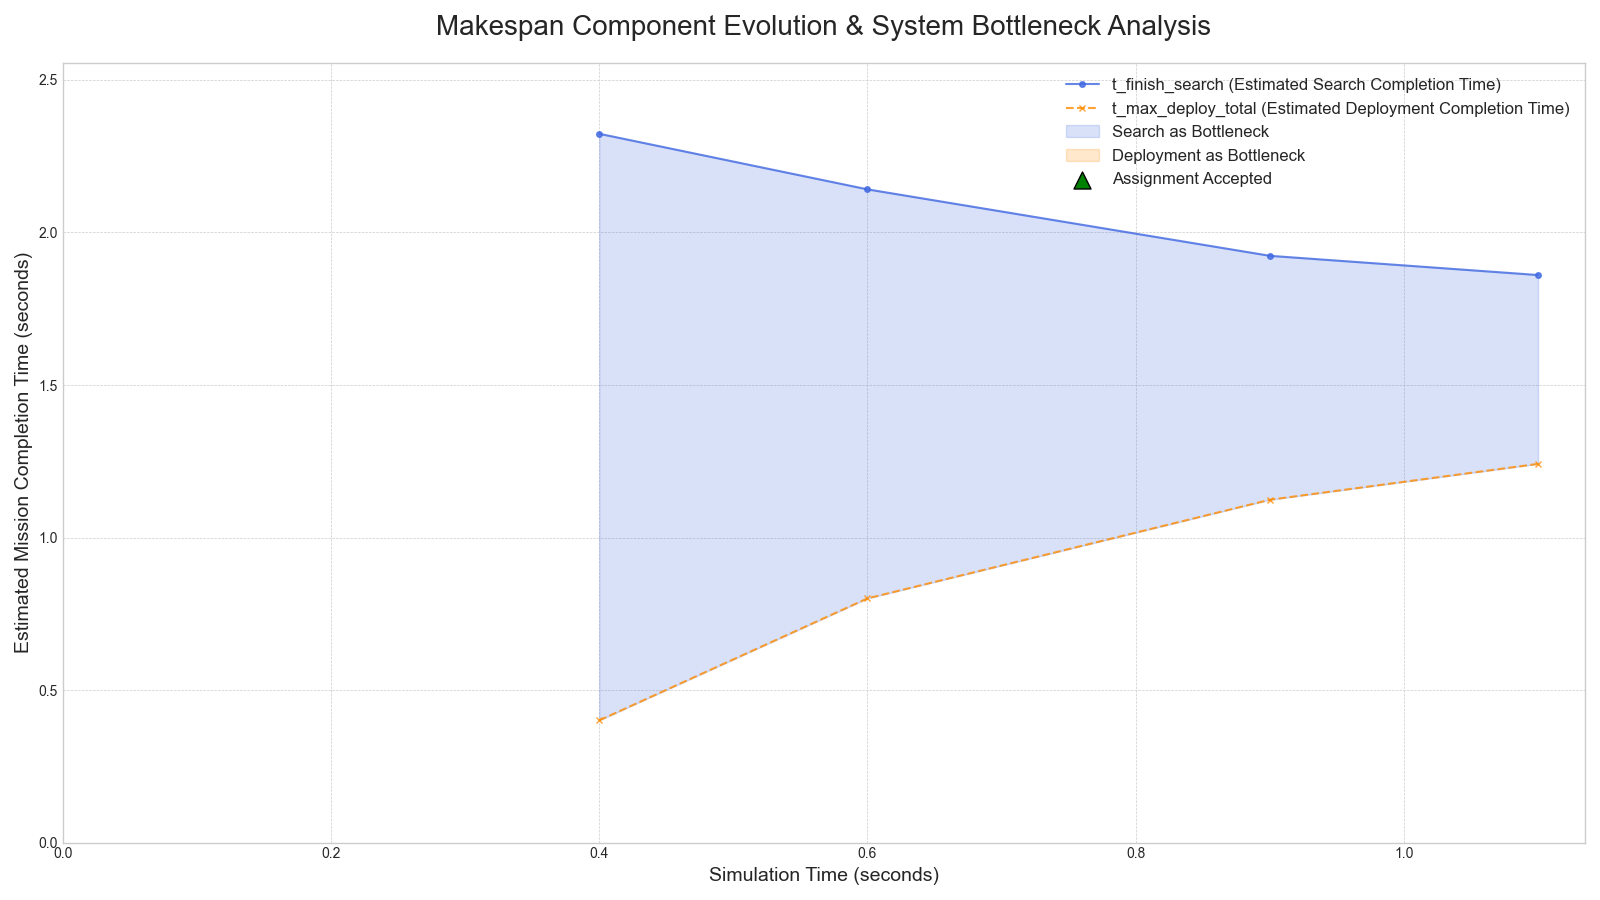 Makespan Component Evolution & System Bottleneck Analysis
t_finish_search (Estimated Search Completion Time)
t_max_deploy_total (Estimated Deployment Completion Time)
Search as Bottleneck
Deployment as Bottleneck
Assignment Accepted
Estimated Mission Completion Time (seconds)
2.5
2.0
1.5
1.0
0.5
0.0
0.0 0.2 0.4 0.6 0.8 1.0
Simulation Time (seconds)